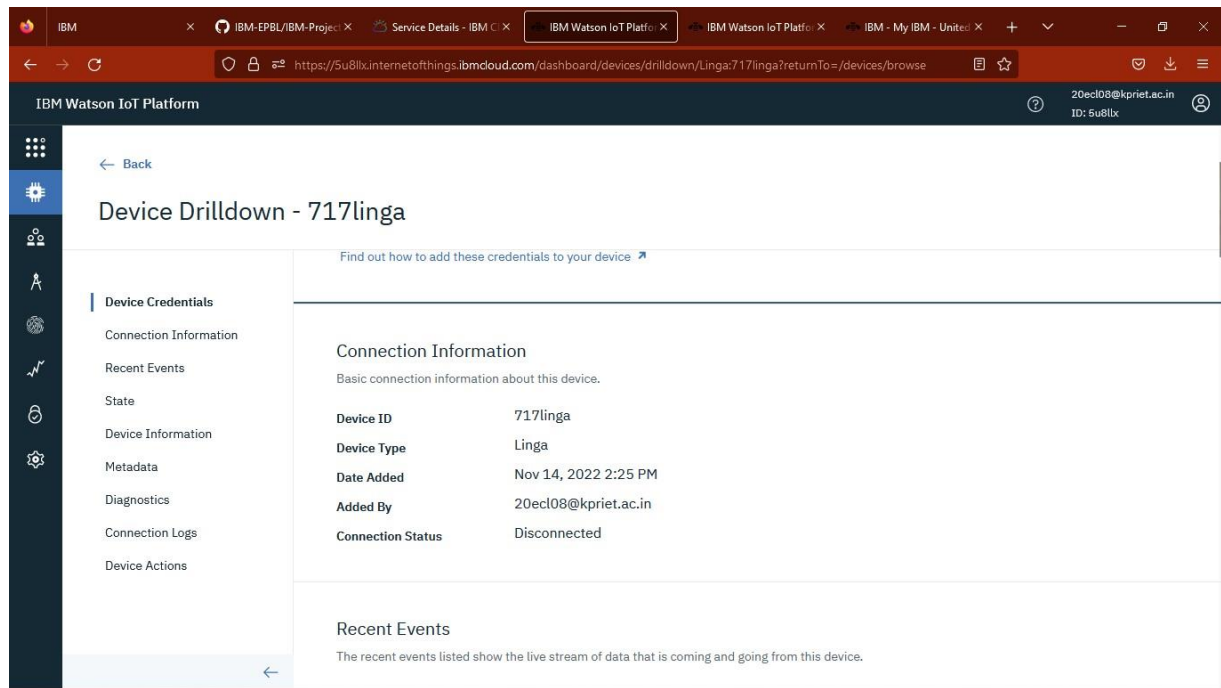 IBM
IBM-EPBL/IBM-Project
Service Details - IBM Cl
IBM Watson IoT Platfor
IBM Watson IoT Platfor
IBM - My IBM - United
https://5u8llx.internetofthings.ibmcloud.com/dashboard/devices/drilldown/Linga:717linga?returnTo=/devices/browse
IBM Watson IoT Platform
20ecl08@kpriet.ac.in
ID: 5u8llx
Back
Device Drilldown - 717linga
Find out how to add these credentials to your device
Device Credentials
Connection Information
Recent Events
State
Device Information
Metadata
Diagnostics
Connection Logs
Device Actions
Connection Information
Basic connection information about this device.
Device ID 717linga
Device Type Linga
Date Added Nov 14, 2022 2:25 PM
Added By 20ecl08@kpriet.ac.in
Connection Status Disconnected
Recent Events
The recent events listed show the live stream of data that is coming and going from this device.